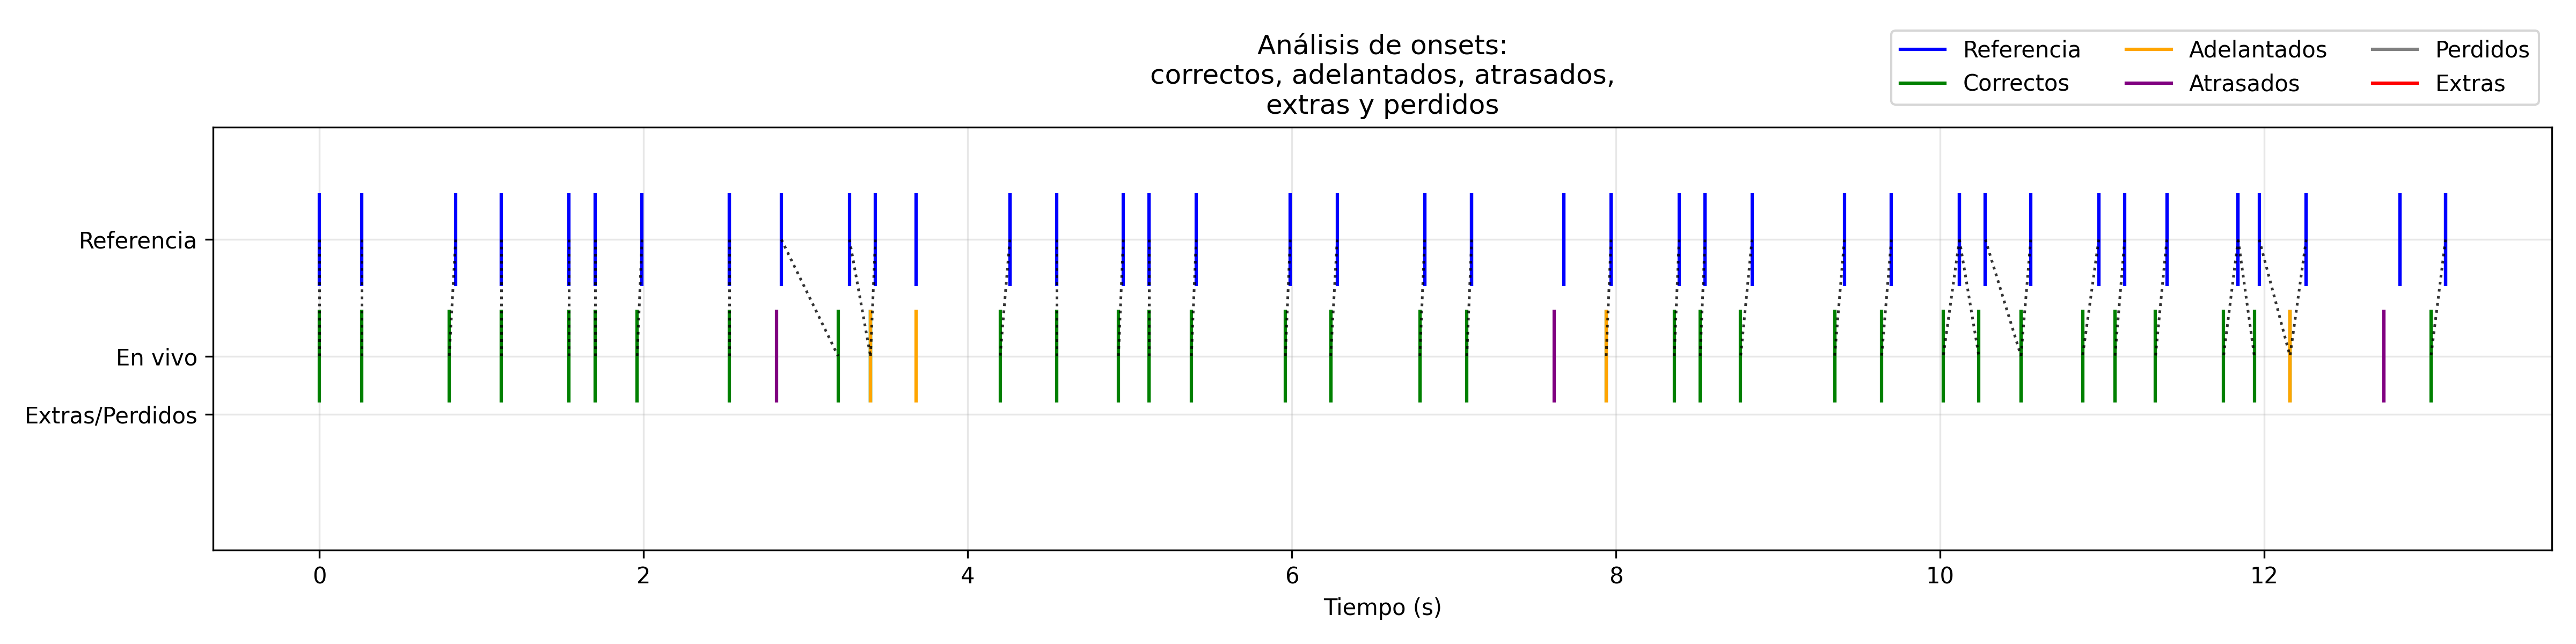 Análisis de onsets:
correctos, adelantados, atrasados,
extras y perdidos
Referencia Adelantados Perdidos
Correctos Atrasados Extras
Referencia
En vivo
Extras/Perdidos
0 2 4 6 8 10 12
Tiempo (s)